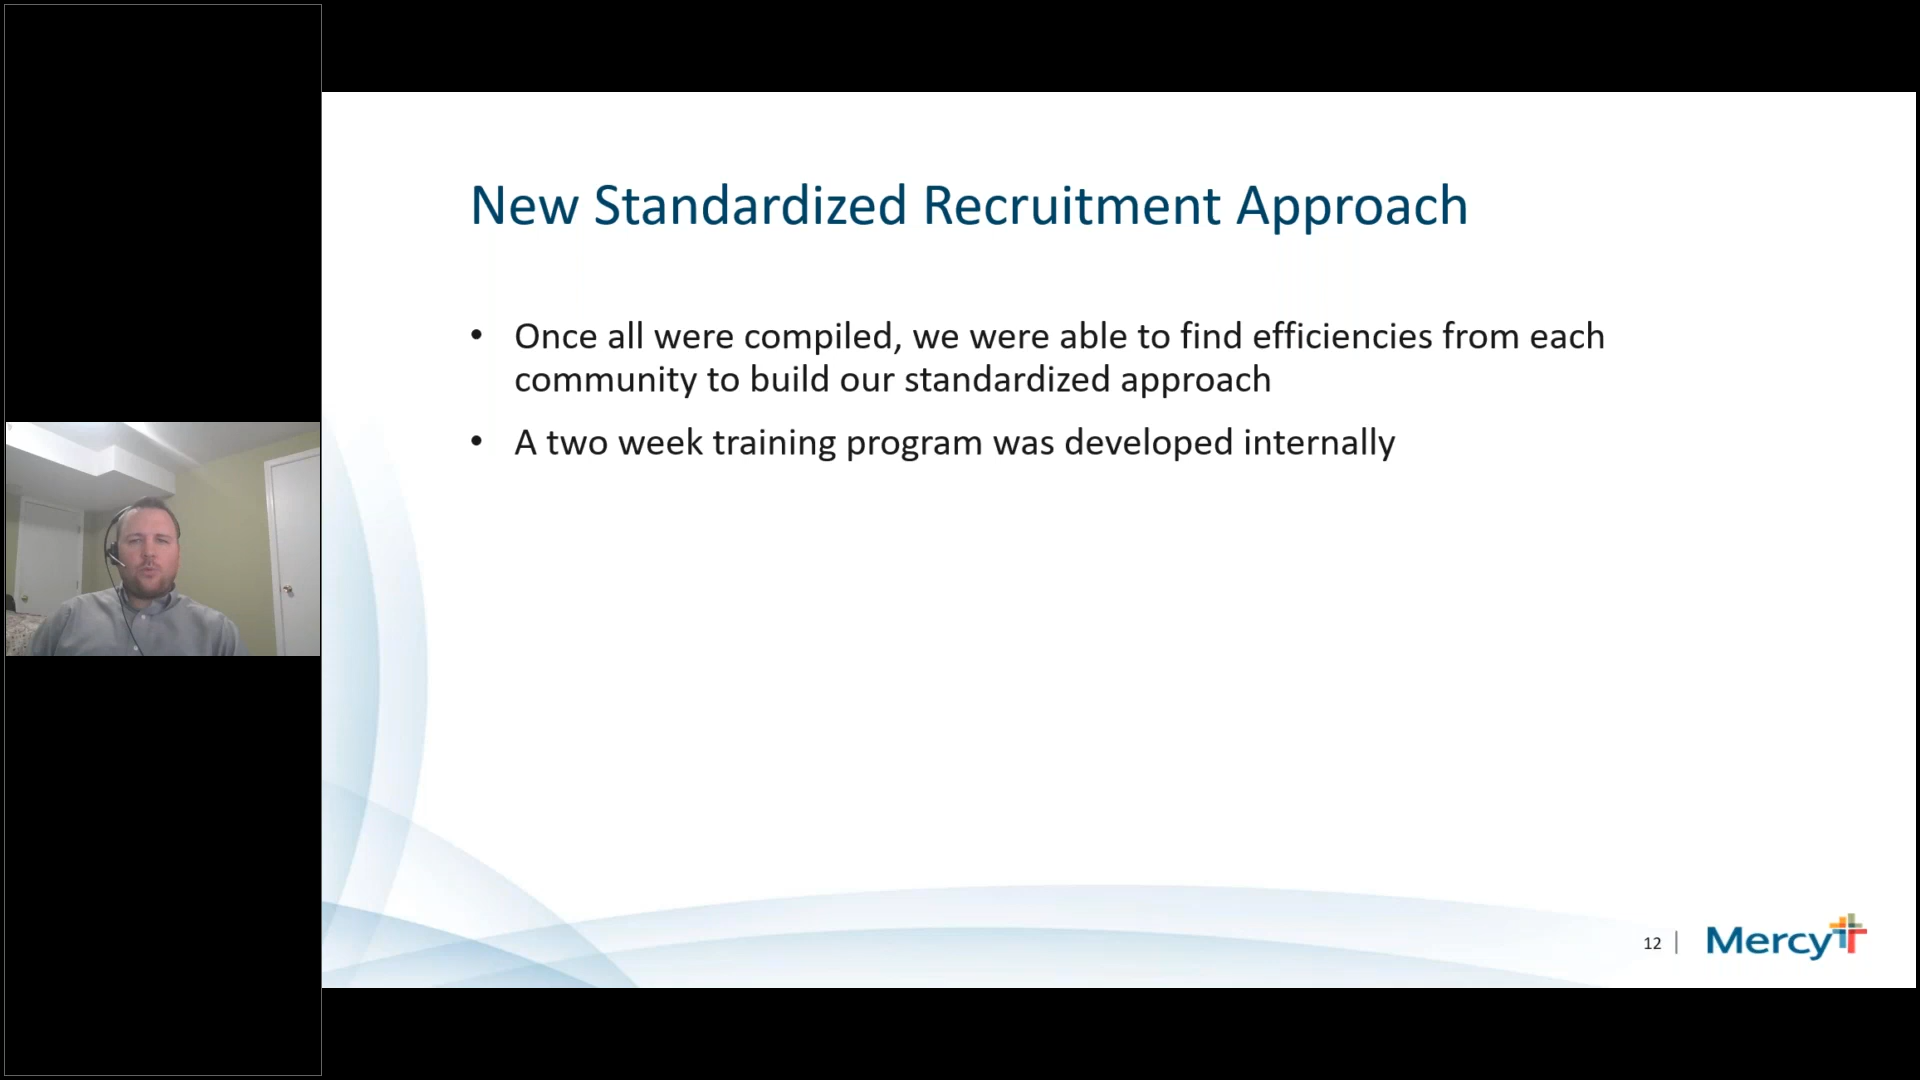 New Standardized Recruitment Approach
• Once all were compiled, we were able to find efficiencies from each
community to build our standardized approach
• A two week training program was developed internally
12
Mercy